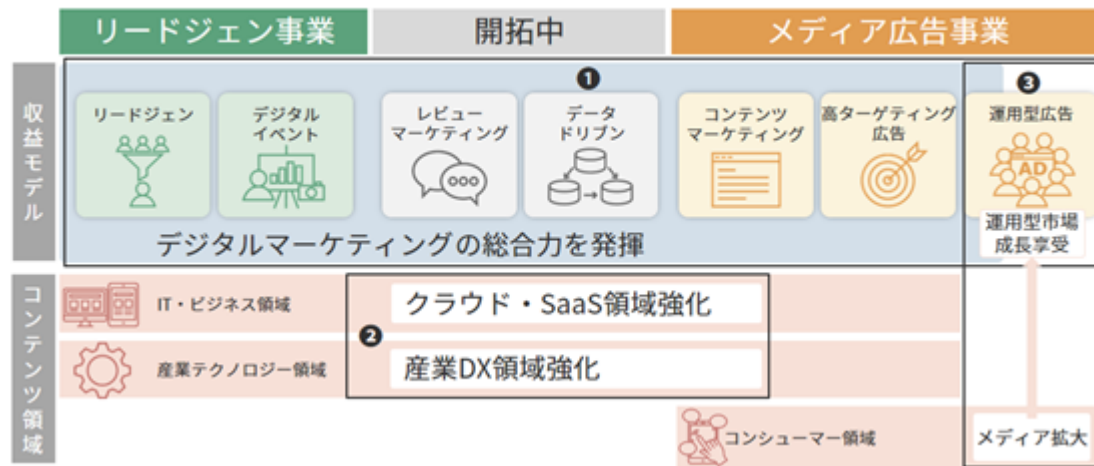 リードジェン事業
開拓中
メディア広告事業
収益モデル
❶
❸
リードジェン
デジタル
イベント
レビュー
マーケティング
データ
ドリブン
コンテンツ
マーケティング
高ターゲティング
広告
運用型広告
AD
デジタルマーケティングの総合力を発揮
運用型市場
成長享受
コンテンツ領域
IT・ビジネス領域
クラウド・SaaS領域強化
❷
産業テクノロジー領域
産業DX領域強化
コンシューマー領域
メディア拡大